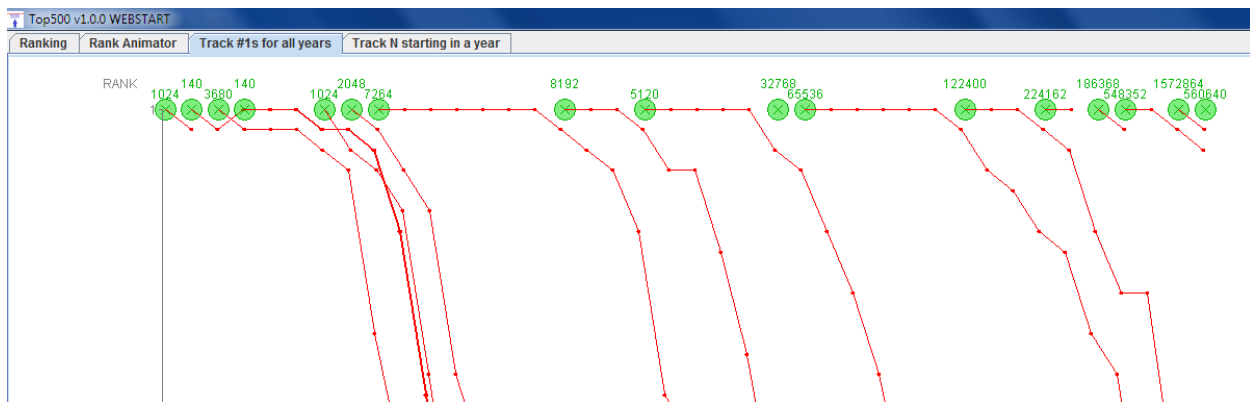 Top500 v1.0.0 WEBSTART
Ranking Rank Animator Track #1s for all years Track N starting in a year
RANK 140 140 2048 8192 32768 122400 186368 1572864
1024 3680 1024 7264 5120 65536 224162 548352 560640
1